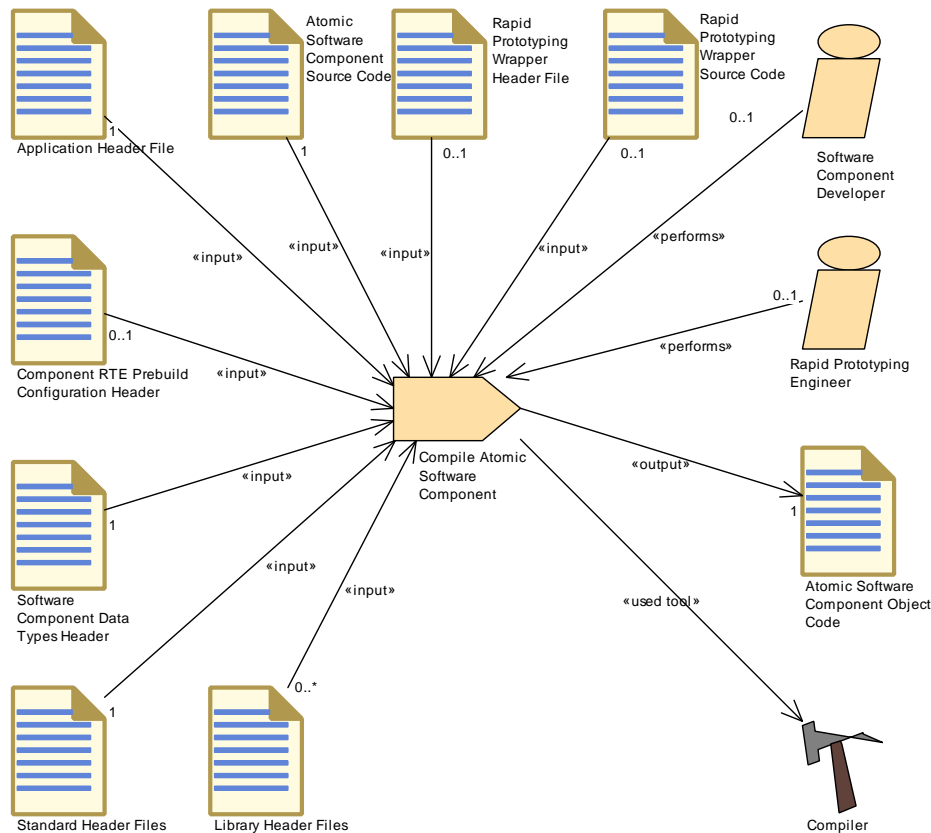 Atomic
Software
Component
Source Code
Rapid
Prototyping
Wrapper
Header File
Rapid
Prototyping
Wrapper
Source Code
1
Application Header File
1
0..1
0..1
0..1
Software
Component
Developer
«input»
«input»
«input»
«input»
«performs»
0..1
Component RTE Prebuild
Configuration Header
«input»
0..1
«performs»
Rapid Prototyping
Engineer
Compile Atomic
Software
Component
«input»
1
Software
Component Data
Types Header
«output»
1
Atomic Software
Component Object
Code
«input»
«input»
«used tool»
1
Standard Header Files
0..*
Library Header Files
Compiler